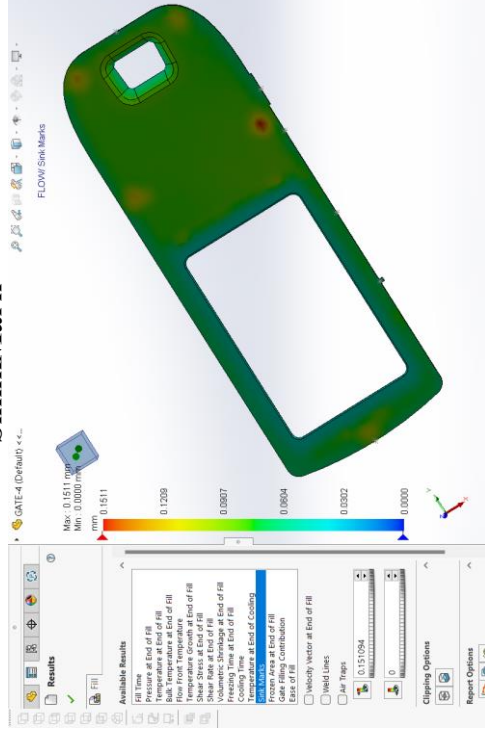 GATE-4 (Default) <<...
FLOW/ Sink Marks
Max : 0.1511 mm
Min : 0.0000 mm
mm
0.1511
0.1209
0.0907
0.0604
0.0302
0.0000
Results
Fill
Available Results
Fill Time
Pressure at End of Fill
Temperature at End of Fill
Bulk Temperature at End of Fill
Flow Front Temperature
Temperature Growth at End of Fill
Shear Stress at End of Fill
Shear Rate at End of Fill
Volumetric Shrinkage at End of Fill
Freezing Time at End of Fill
Cooling Time
Temperature at End of Cooling
Sink Marks
Frozen Area at End of Fill
Gate Filling Contribution
Ease of Fill
Velocity Vector at End of Fill
Weld Lines
Air Traps
0.151094
0
Clipping Options
Report Options